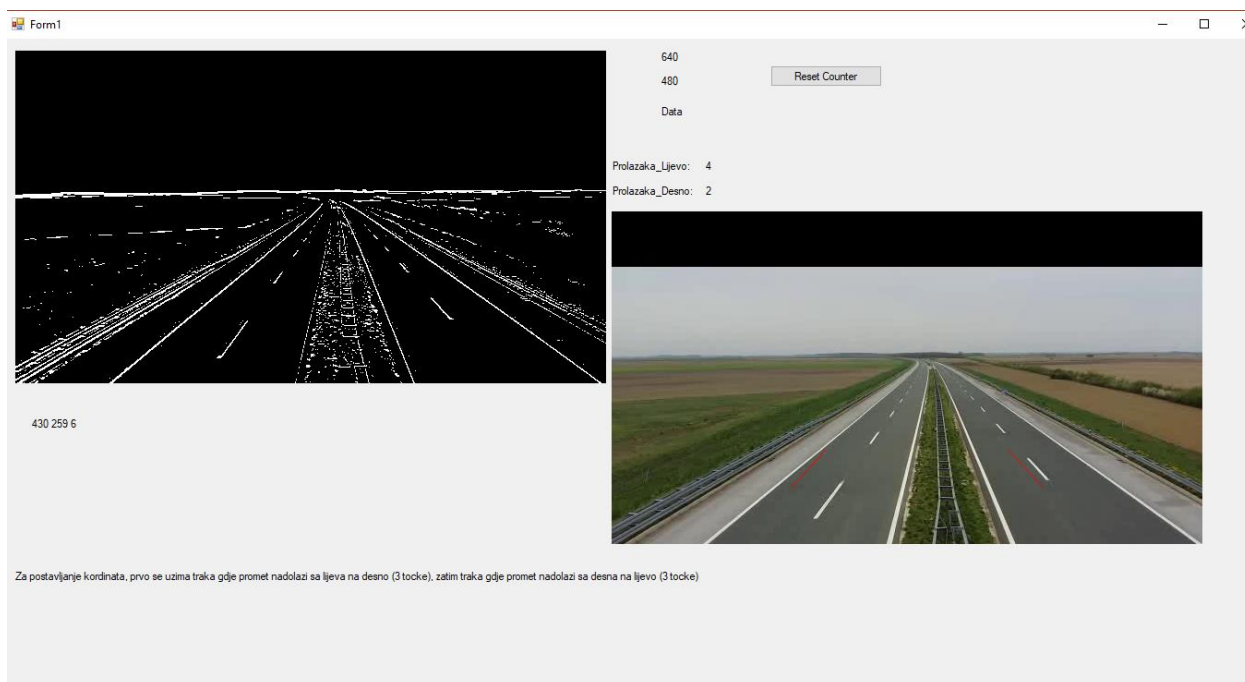 Form1
640
480
Reset Counter
Data
Prolazaka_Lijevo: 4
Prolazaka_Desno: 2
430 259 6
Za postavljanje kordinata, prvo se uzima traka gdje promet nadolazi sa lijeva na desno (3 tocke), zatim traka gdje promet nadolazi sa desna na lijevo (3 tocke)